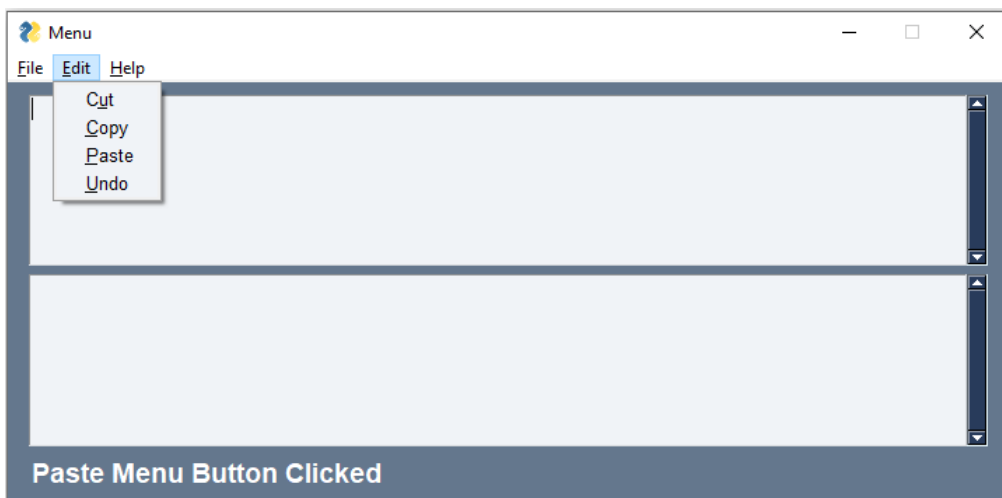 Menu
File Edit Help
Cut
Copy
Paste
Undo
Paste Menu Button Clicked